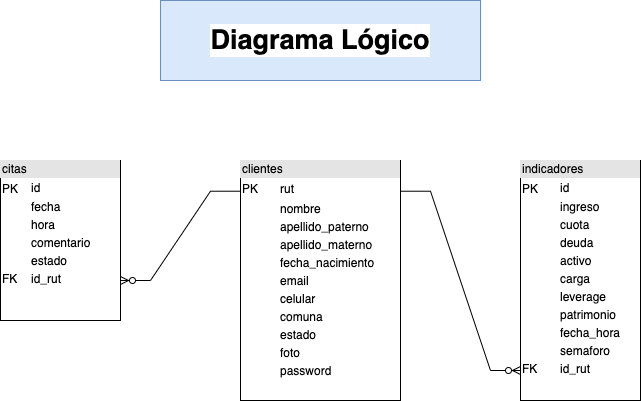 Diagrama Lógico
citas
PK id
fecha
hora
comentario
estado
FK id_rut
clientes
PK rut
nombre
apellido_paterno
apellido_materno
fecha_nacimiento
email
celular
comuna
estado
foto
password
indicadores
PK id
ingreso
cuota
deuda
activo
carga
leverage
patrimonio
fecha_hora
semaforo
FK id_rut